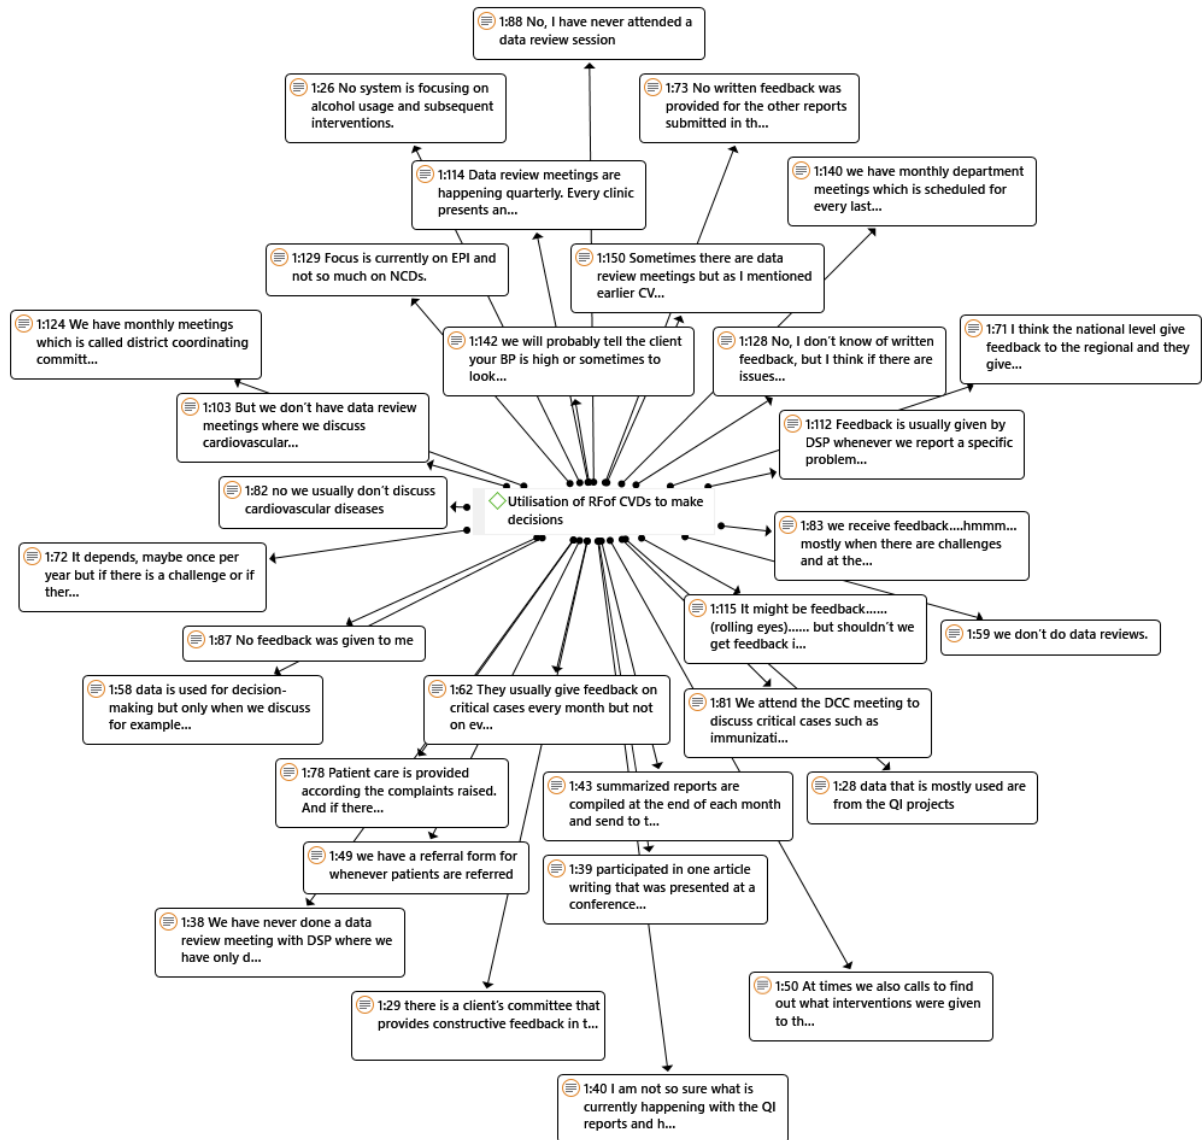 1:88 No, I have never attended a
data review session
1:26 No system is focusing on
alcohol usage and subsequent
interventions.
1:73 No written feedback was
provided for the other reports
submitted in th...
1:114 Data review meetings are
happening quarterly. Every clinic
presents an...
1:140 we have monthly department
meetings which is scheduled for
every last...
1:129 Focus is currently on EPI and
not so much on NCDs.
1:150 Sometimes there are data
review meetings but as I mentioned
earlier CV...
1:124 We have monthly meetings
which is called district coordinating
committ...
1:142 we will probably tell the client
your BP is high or sometimes to
look...
1:128 No, I don´t know of written
feedback, but I think if there are
issues...
1:71 I think the national level give
feedback to the regional and they
give...
1:103 But we don´t have data review
meetings where we discuss
cardiovascular...
1:112 Feedback is usually given by
DSP whenever we report a specific
problem...
1:82 no we usually don´t discuss
cardiovascular diseases
Utilisation of RFof CVDs to make
decisions
1:83 we receive feedback....hmmm...
mostly when there are challenges
and at the...
1:72 It depends, maybe once per
year but if there is a challenge or if
ther...
1:115 It might be feedback......
(rolling eyes)...... but shouldn´t we
get feedback i...
1:59 we don´t do data reviews.
1:87 No feedback was given to me
1:58 data is used for decision-
making but only when we discuss
for example...
1:62 They usually give feedback on
critical cases every month but not
on ev...
1:81 We attend the DCC meeting to
discuss critical cases such as
immunizati...
1:78 Patient care is provided
according the complaints raised.
And if there...
1:43 summarized reports are
compiled at the end of each month
and send to t...
1:28 data that is mostly used are
from the QI projects
1:49 we have a referral form for
whenever patients are referred
1:39 participated in one article
writing that was presented at a
conference...
1:38 We have never done a data
review meeting with DSP where we
have only d...
1:50 At times we also calls to find
out what interventions were given
to th...
1:29 there is a client's committee that
provides constructive feedback in t...
1:40 I am not so sure what is
currently happening with the QI
reports and h...